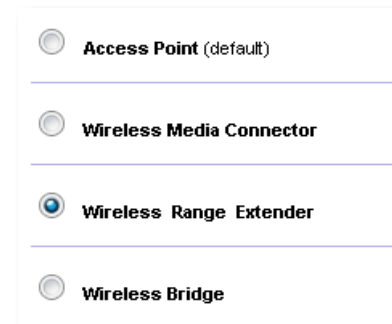 Access Point (default)
Wireless Media Connector
Wireless Range Extender
Wireless Bridge